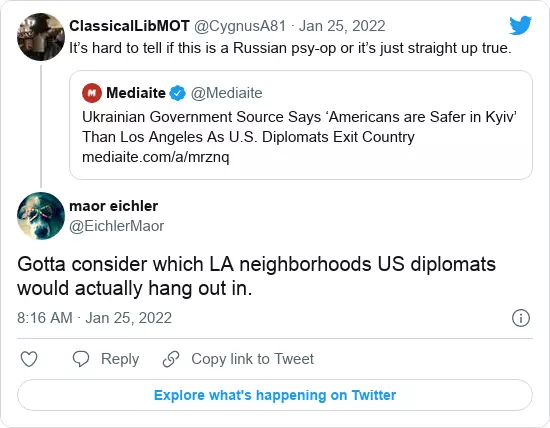 ClassicalLibMOT @CygnusA81 · Jan 25, 2022
It's hard to tell if this is a Russian psy-op or it's just straight up true.
M Mediaite @Mediaite
Ukrainian Government Source Says ‘Americans are Safer in Kyiv’
Than Los Angeles As U.S. Diplomats Exit Country
mediaite.com/a/mrznq
maor eichler
@EichlerMaor
Gotta consider which LA neighborhoods US diplomats
would actually hang out in.
8:16 AM · Jan 25, 2022
Reply
Copy link to Tweet
Explore what's happening on Twitter